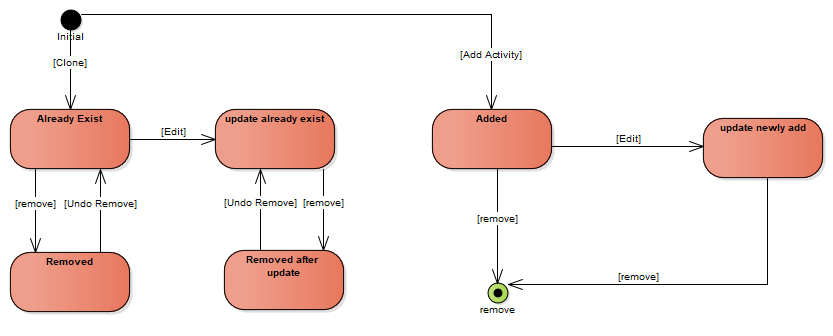 Initial
[Clone]
[Add Activity]
Already Exist
[Edit]
update already exist
Added
[Edit]
update newly add
[remove]
[Undo Remove]
[Undo Remove]
[remove]
[remove]
Removed
Removed after
update
[remove]
remove